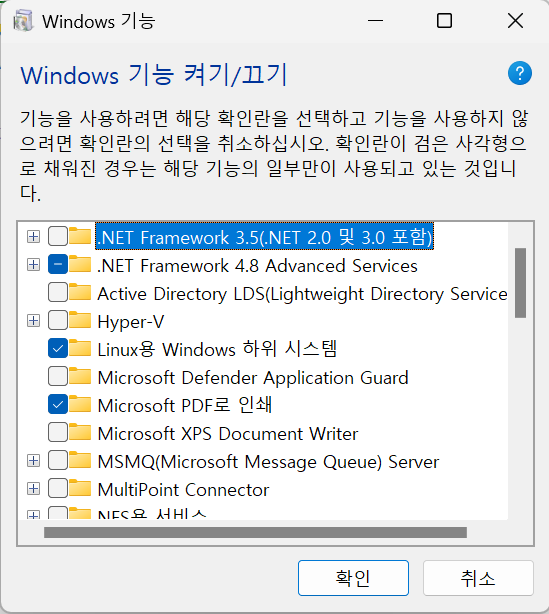 Windows 기능
Windows 기능 켜기/끄기
기능을 사용하려면 해당 확인란을 선택하고 기능을 사용하지 않
으려면 확인란의 선택을 취소하십시오. 확인란이 검은 사각형으
로 채워진 경우는 해당 기능의 일부만이 사용되고 있는 것입니
다.
.NET Framework 3.5(.NET 2.0 및 3.0 포함)
.NET Framework 4.8 Advanced Services
Active Directory LDS(Lightweight Directory Service
Hyper-V
Linux용 Windows 하위 시스템
Microsoft Defender Application Guard
Microsoft PDF로 인쇄
Microsoft XPS Document Writer
MSMQ(Microsoft Message Queue) Server
MultiPoint Connector
NFS용 서비스
확인
취소